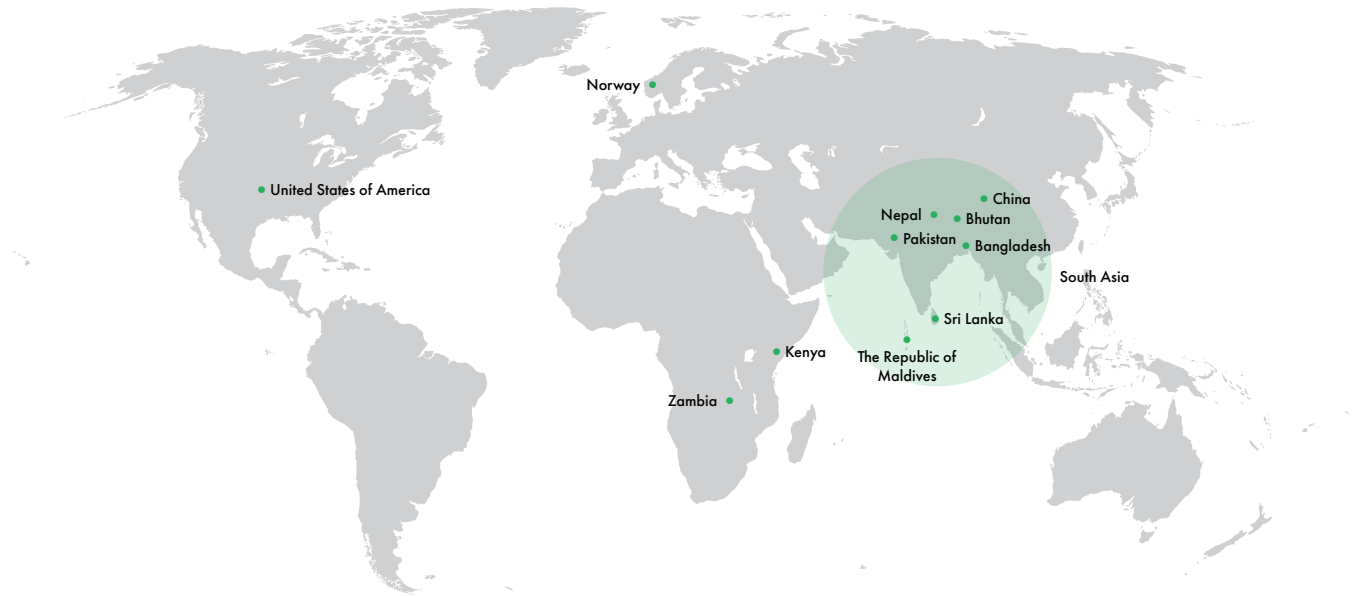 Norway
United States of America
China
Nepal
Bhutan
Pakistan
Bangladesh
South Asia
Sri Lanka
Kenya
The Republic of
Maldives
Zambia